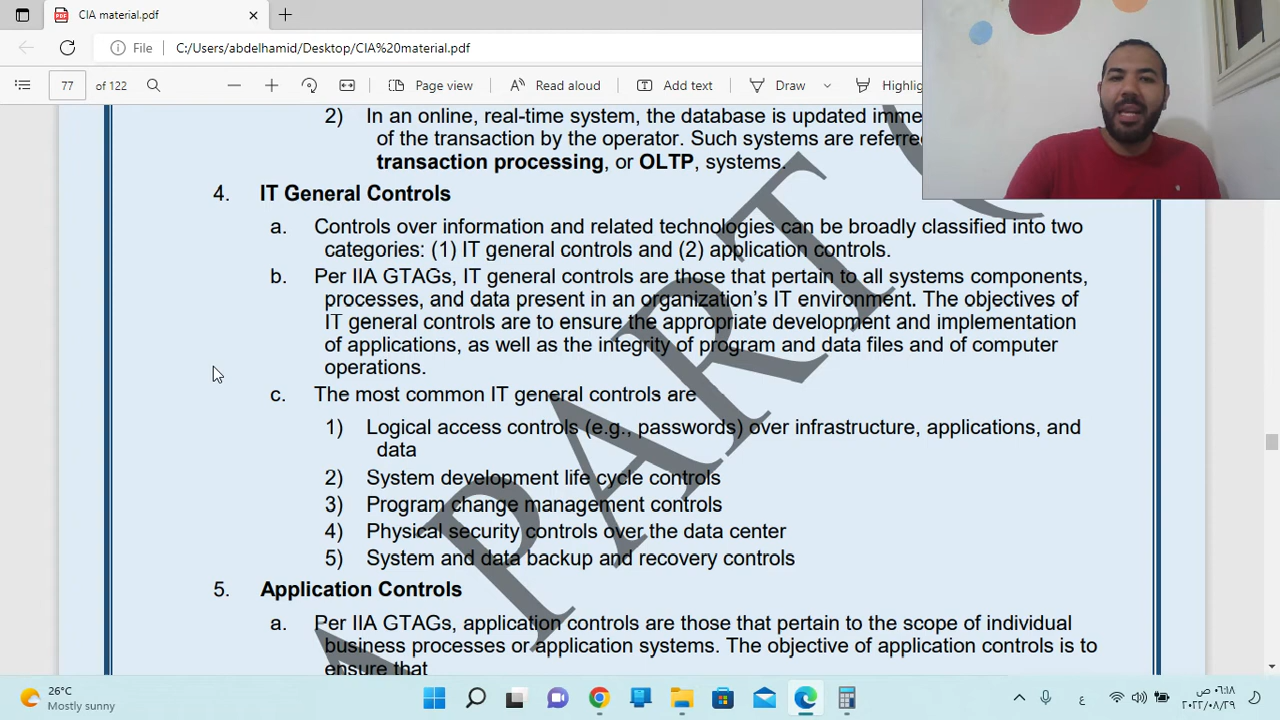 CIA material.pdf
File
C:/Users/abdelhamid/Desktop/CIA%20material.pdf
77 of 122
Page view
Read aloud
Add text
Draw
Highlig
2) In an online, real-time system, the database is updated imme
of the transaction by the operator. Such systems are referre
transaction processing, or OLTP, systems.
4. IT General Controls
a. Controls over information and related technologies can be broadly classified into two
categories: (1) IT general controls and (2) application controls.
b. Per IIA GTAGs, IT general controls are those that pertain to all systems components,
processes, and data present in an organization's IT environment. The objectives of
IT general controls are to ensure the appropriate development and implementation
of applications, as well as the integrity of program and data files and of computer
operations.
c. The most common IT general controls are
1) Logical access controls (e.g., passwords) over infrastructure, applications, and
data
2) System development life cycle controls
3) Program change management controls
4) Physical security controls over the data center
5) System and data backup and recovery controls
5. Application Controls
a. Per IIA GTAGs, application controls are those that pertain to the scope of individual
business processes or application systems. The objective of application controls is to
ensure that
PART
26°C
Mostly sunny
ع
٠٦:١٨ ص
٢٠٢٢/٠٨/٢٩